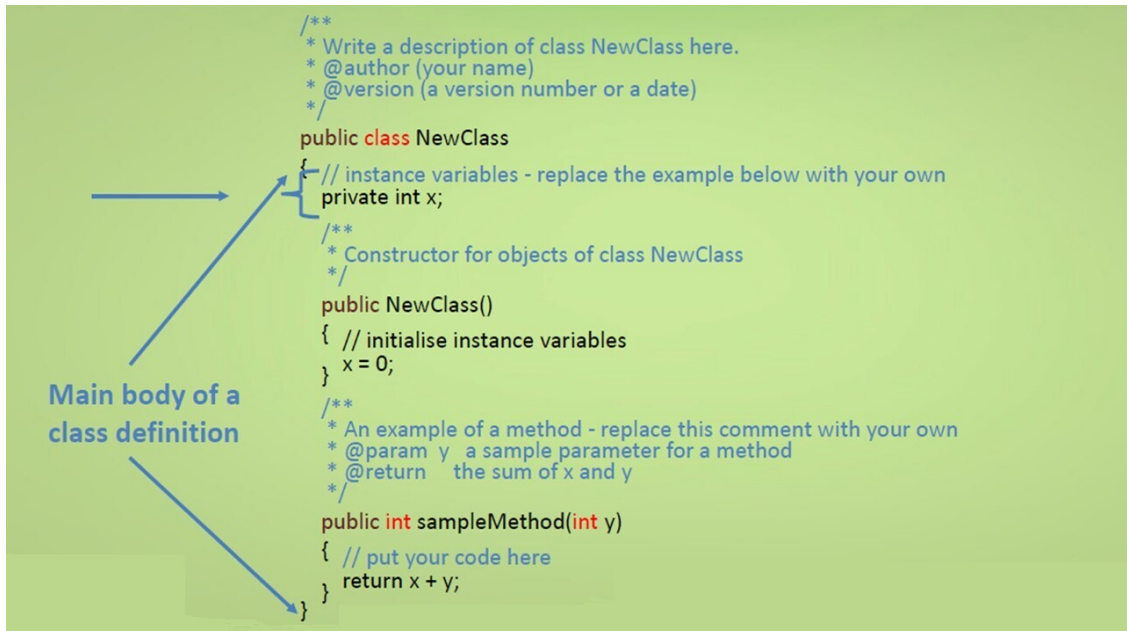 /**
* Write a description of class NewClass here.
* @author (your name)
* @version (a version number or a date)
*/
public class NewClass
{
// instance variables - replace the example below with your own
private int x;
/**
* Constructor for objects of class NewClass
*/
public NewClass()
{ // initialise instance variables
x = 0;
}
Main body of a
class definition
/**
* An example of a method - replace this comment with your own
* @param y a sample parameter for a method
* @return the sum of x and y
*/
public int sampleMethod(int y)
{ // put your code here
return x + y;
}
}